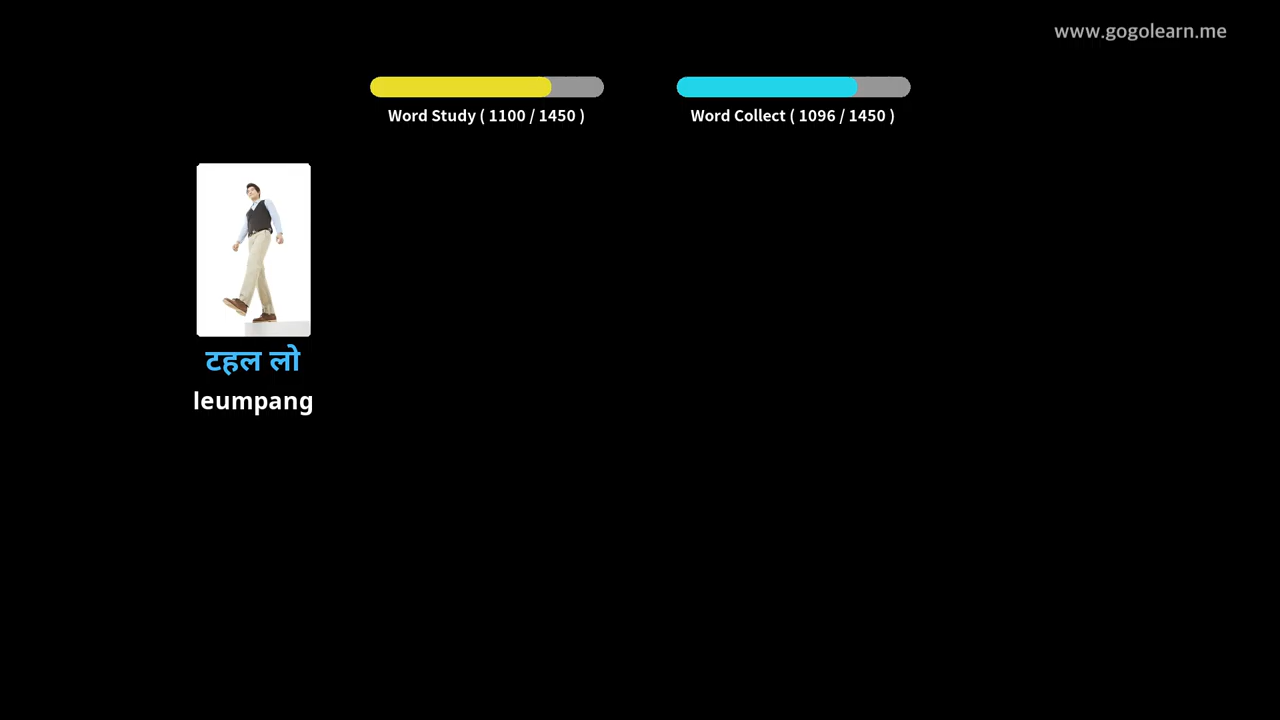 www.gogolearn.me
Word Study ( 1100 / 1450 )
Word Collect ( 1096 / 1450 )
टहल लो
leumpang